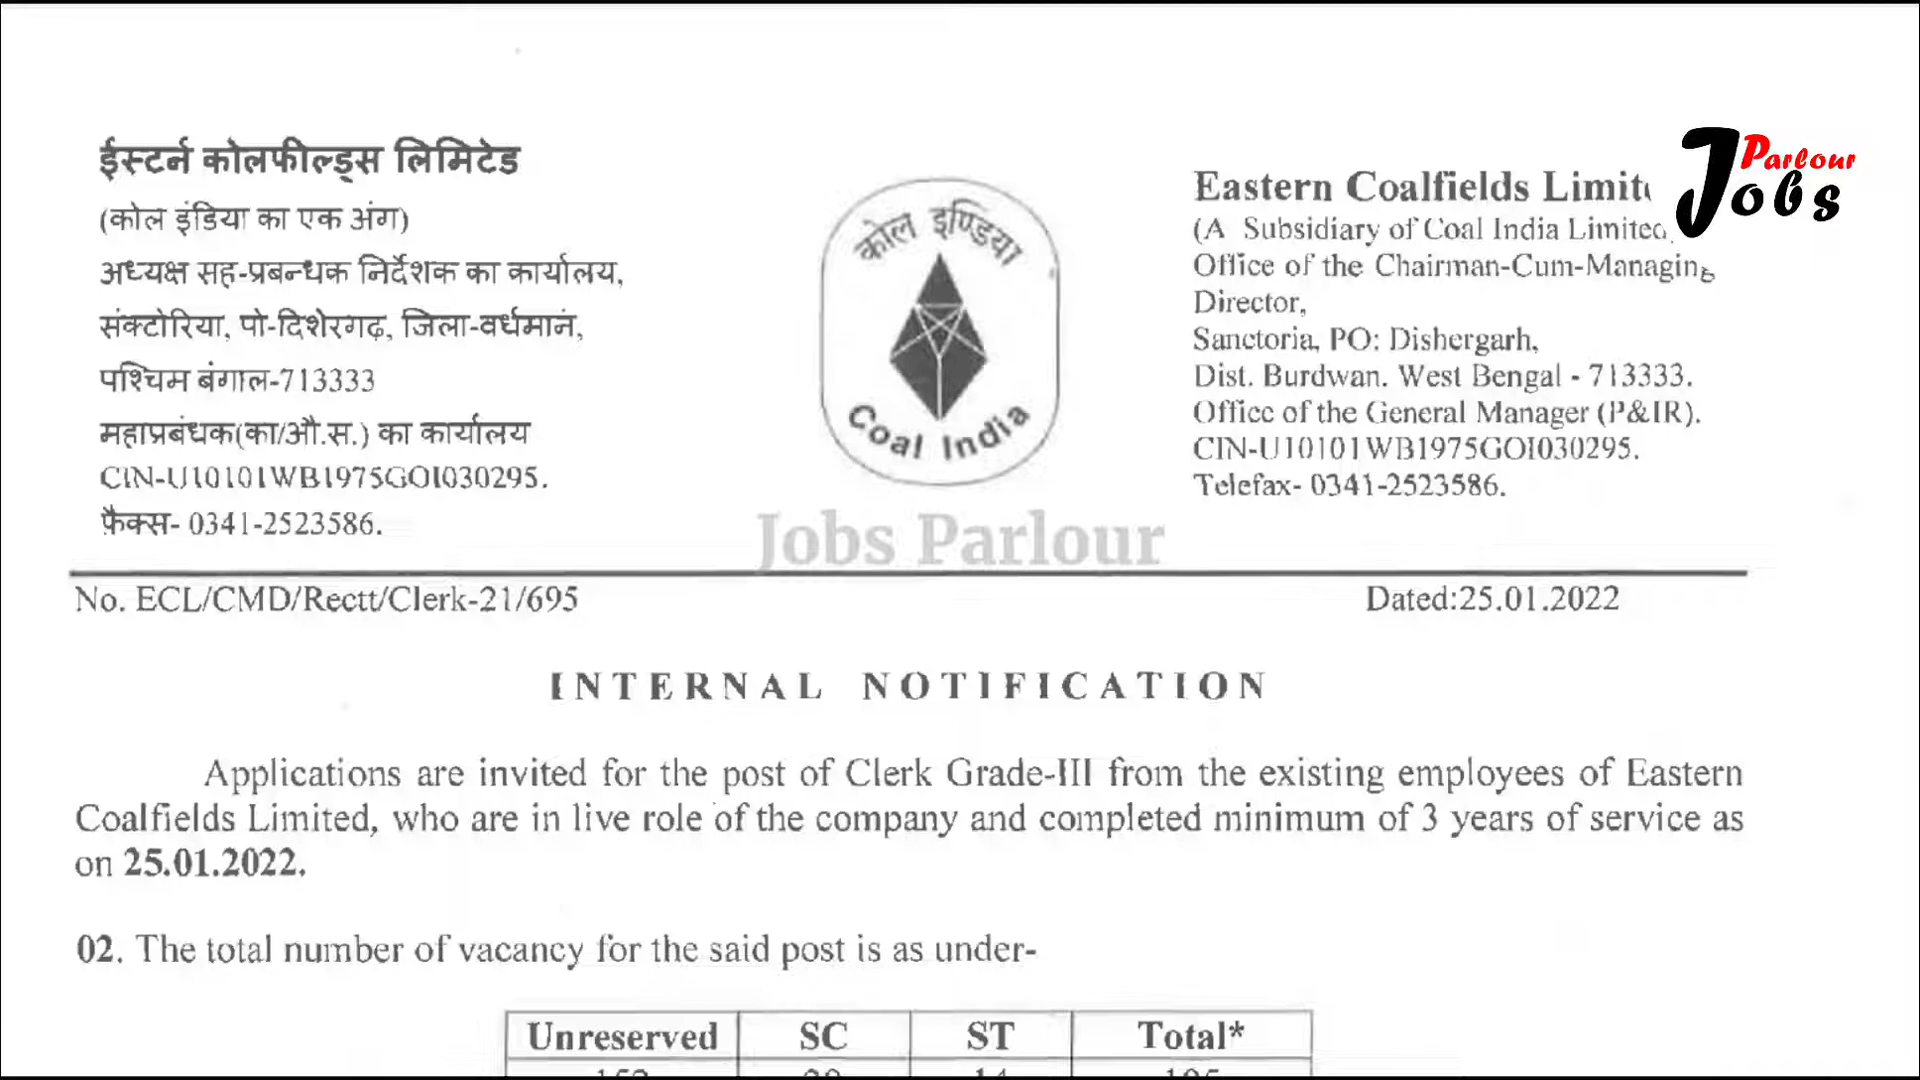 ईस्टर्न कोलफील्ड्स लिमिटेड
(कोल इंडिया का एक अंग)
अध्यक्ष सह-प्रबन्धक निर्देशक का कार्यालय,
संक्टोरिया, पो-दिशेरगढ़, जिला-वर्धमानं,
पश्चिम बंगाल-713333
महाप्रबंधक(का/औ.स.) का कार्यालय
CIN-U10101WB1975GOI030295.
फ़ैक्स- 0341-2523586.
कोल इण्डिया
Coal India
Eastern Coalfields
(A Subsidiary of Coal India Limited
Office of the Chairman-Cum-Managing
Director,
Sanctoria, PO: Dishergarh,
Dist. Burdwan. West Bengal - 713333.
Office of the General Manager (P&IR).
CIN-U10101WB1975GOI030295.
Telefax- 0341-2523586.
Parlour
Jobs
Jobs Parlour
No. ECL/CMD/Rectt/Clerk-21/695 Dated:25.01.2022
INTERNAL NOTIFICATION
Applications are invited for the post of Clerk Grade-III from the existing employees of Eastern
Coalfields Limited, who are in live role of the company and completed minimum of 3 years of service as
on 25.01.2022.
02. The total number of vacancy for the said post is as under-
Unreserved SC ST Total*